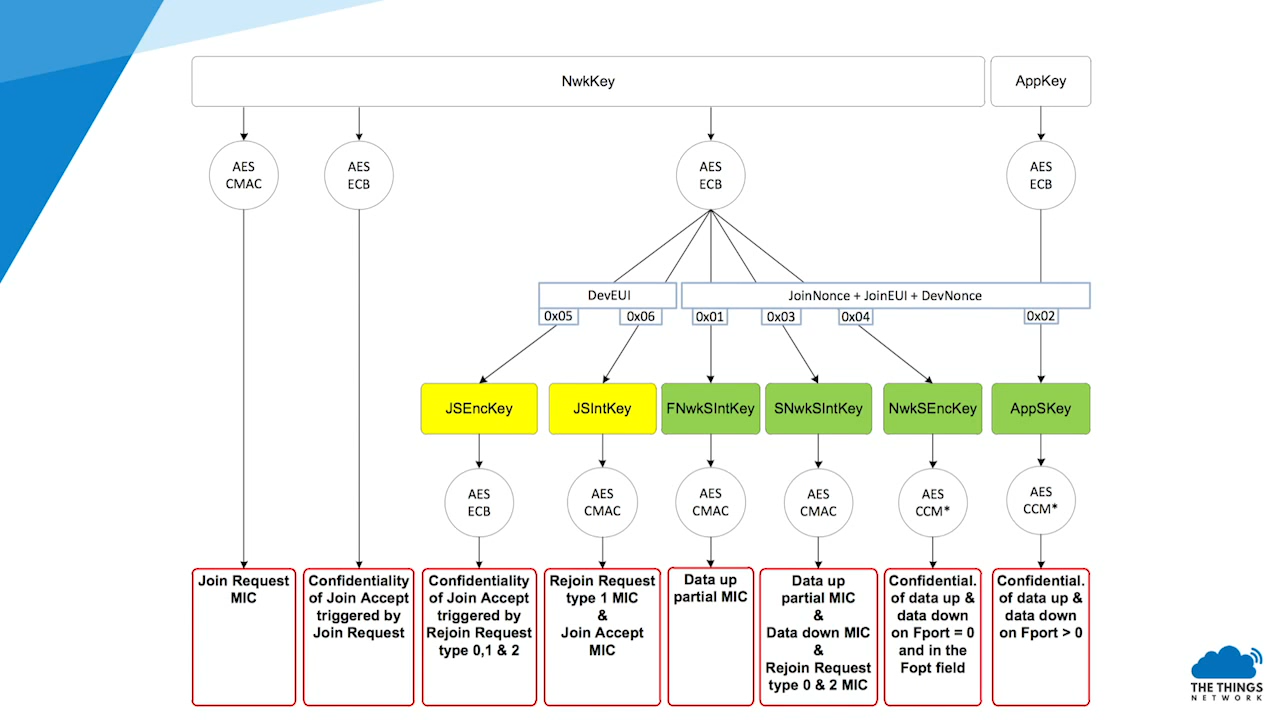 NwkKey
AppKey
AES
CMAC
AES
ECB
AES
ECB
AES
ECB
DevEUI
JoinNonce + JoinEUI + DevNonce
0x05
0x06
0x01
0x03
0x04
0x02
JSEncKey
JSIntKey
FNwkSIntKey
SNwkSIntKey
NwkSEncKey
AppSKey
AES
ECB
AES
CMAC
AES
CMAC
AES
CMAC
AES
CCM*
AES
CCM*
Join Request
MIC
Confidentiality
of Join Accept
triggered by
Join Request
Confidentiality
of Join Accept
triggered by
Rejoin Request
type 0,1 & 2
Rejoin Request
type 1 MIC
&
Join Accept
MIC
Data up
partial MIC
Data up
partial MIC
&
Data down MIC
&
Rejoin Request
type 0 & 2 MIC
Confidential.
of data up &
data down
on Fport = 0
and in the
Fopt field
Confidential.
of data up &
data down
on Fport > 0
THE THINGS
NETWORK